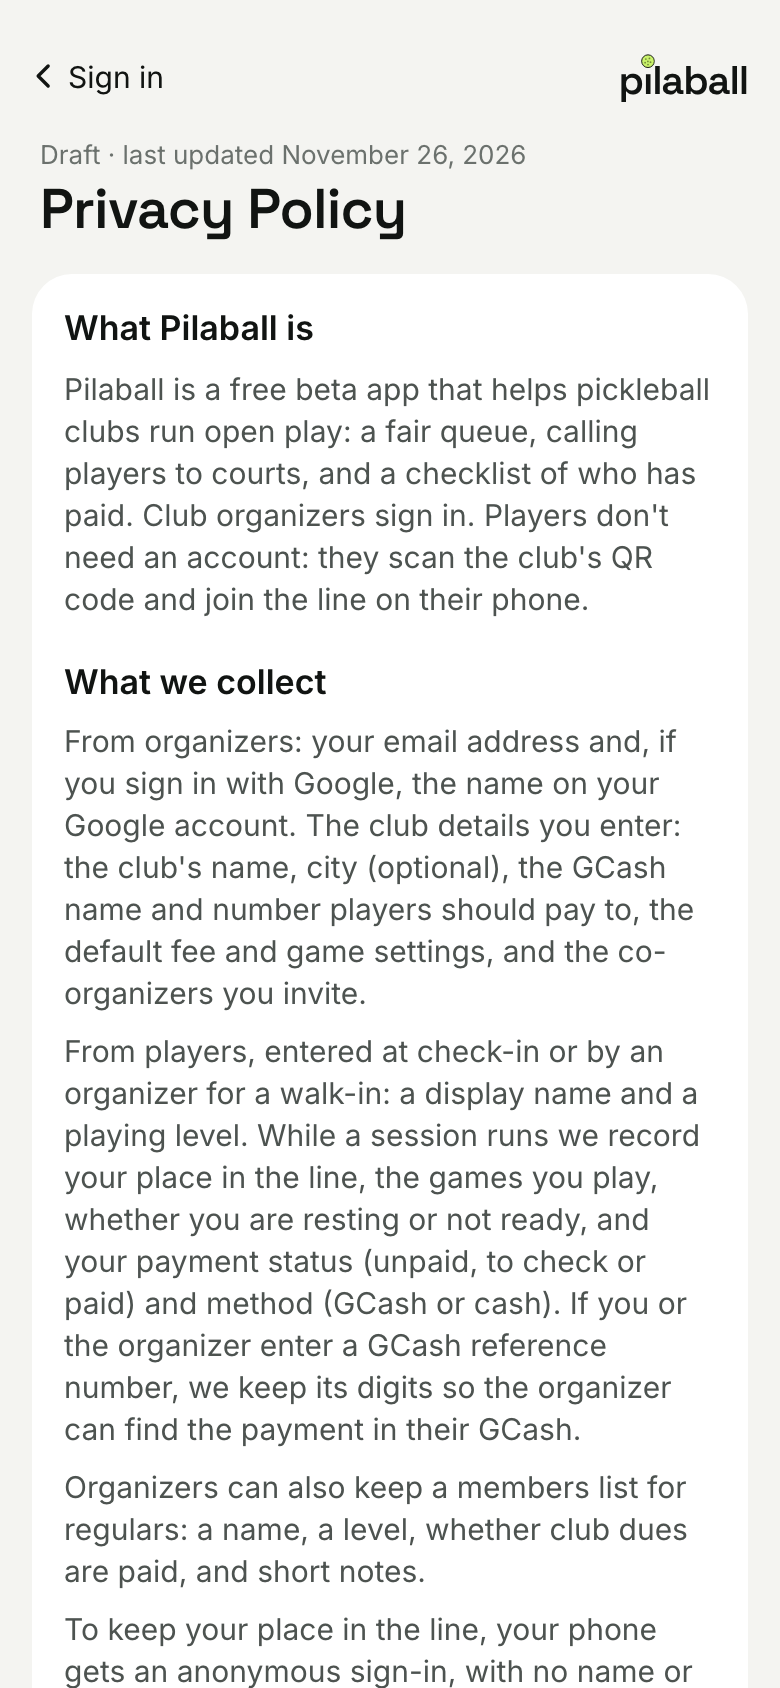 Sign in
pilaball
Draft · last updated November 26, 2026
Privacy Policy
What Pilaball is
Pilaball is a free beta app that helps pickleball
clubs run open play: a fair queue, calling
players to courts, and a checklist of who has
paid. Club organizers sign in. Players don't
need an account: they scan the club's QR
code and join the line on their phone.
What we collect
From organizers: your email address and, if
you sign in with Google, the name on your
Google account. The club details you enter:
the club's name, city (optional), the GCash
name and number players should pay to, the
default fee and game settings, and the co-
organizers you invite.
From players, entered at check-in or by an
organizer for a walk-in: a display name and a
playing level. While a session runs we record
your place in the line, the games you play,
whether you are resting or not ready, and
your payment status (unpaid, to check or
paid) and method (GCash or cash). If you or
the organizer enter a GCash reference
number, we keep its digits so the organizer
can find the payment in their GCash.
Organizers can also keep a members list for
regulars: a name, a level, whether club dues
are paid, and short notes.
To keep your place in the line, your phone
gets an anonymous sign-in, with no name or